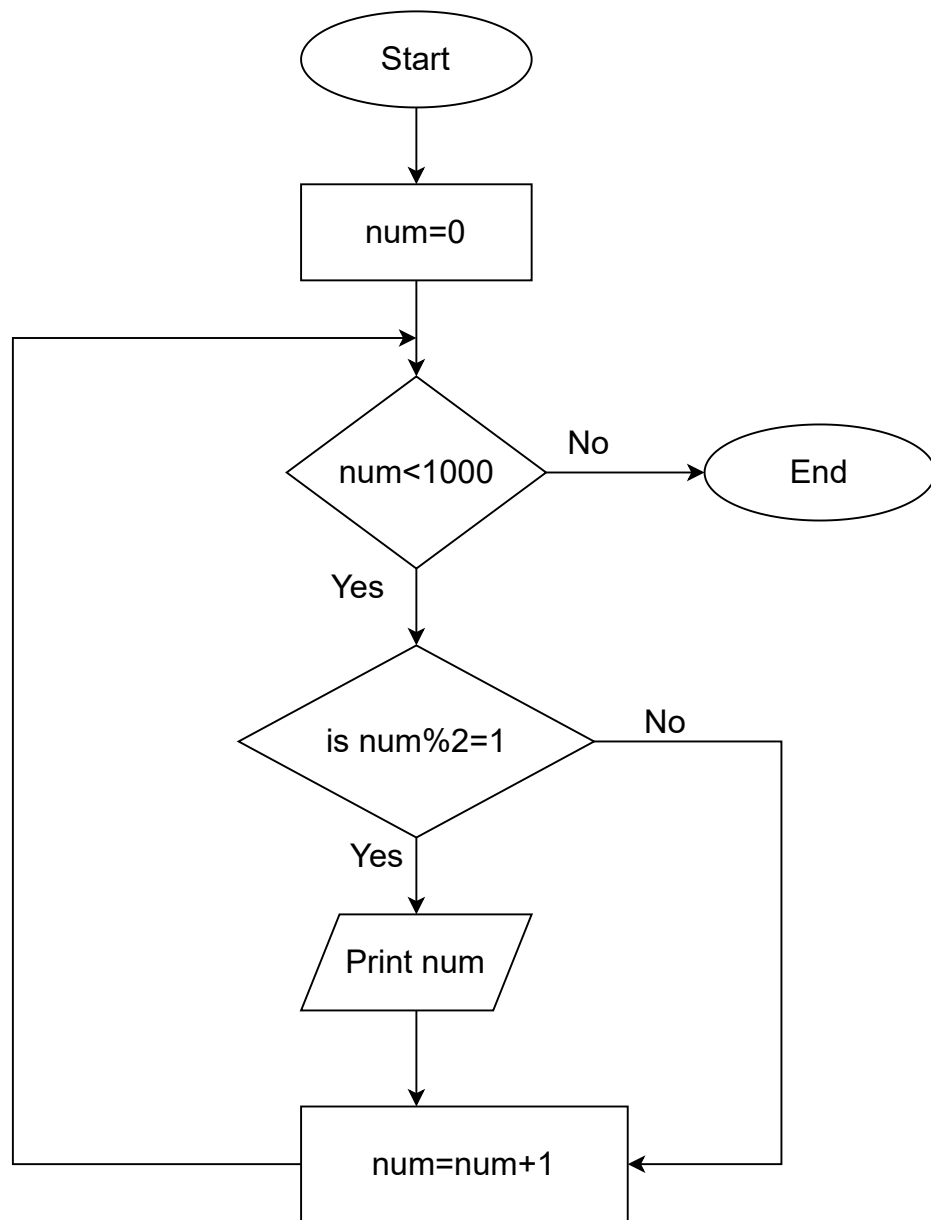 Start
num=0
num<1000
No
End
Yes
is num%2=1
No
Yes
Print num
num=num+1